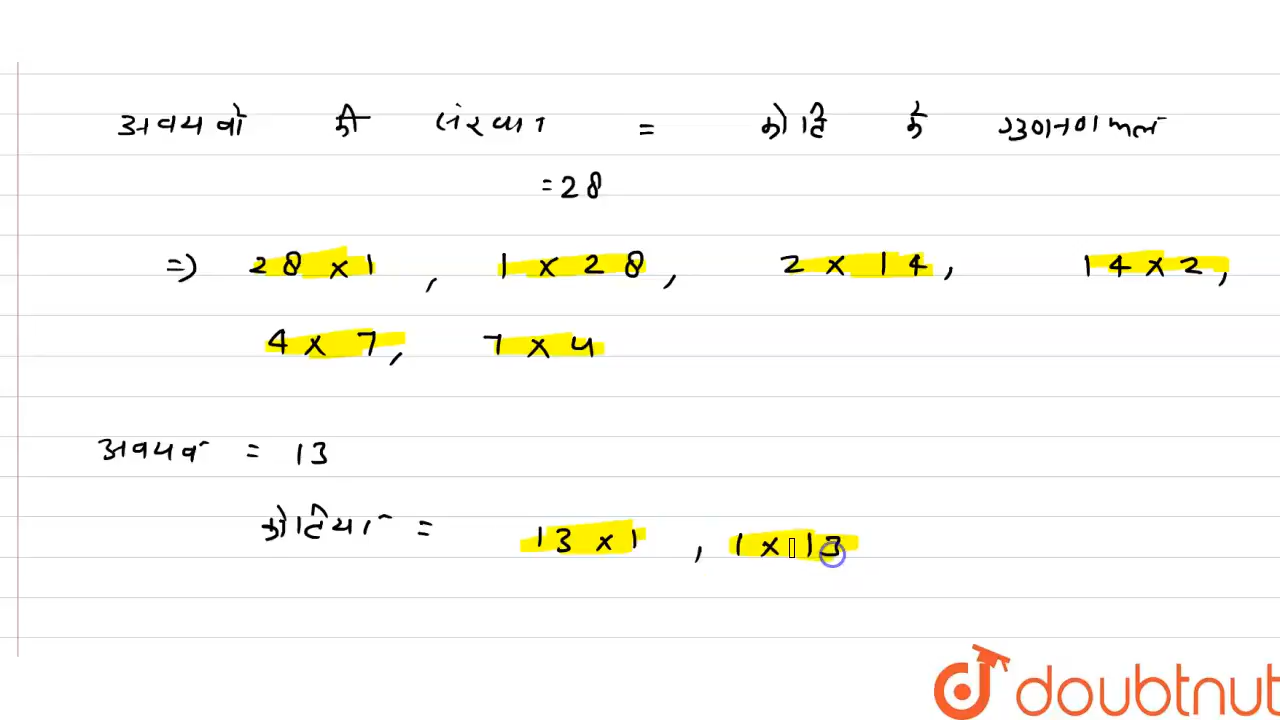 अवयवों की संख्या = कोटि के गुणनफल
= 28
=) 28 x 1 , 1 x 28 , 2 x 14 , 14 x 2 ,
4 x 7 , 7 x 4
अवयव = 13
कोटियां = 13 x 1 , 1 x 13
doubtnut